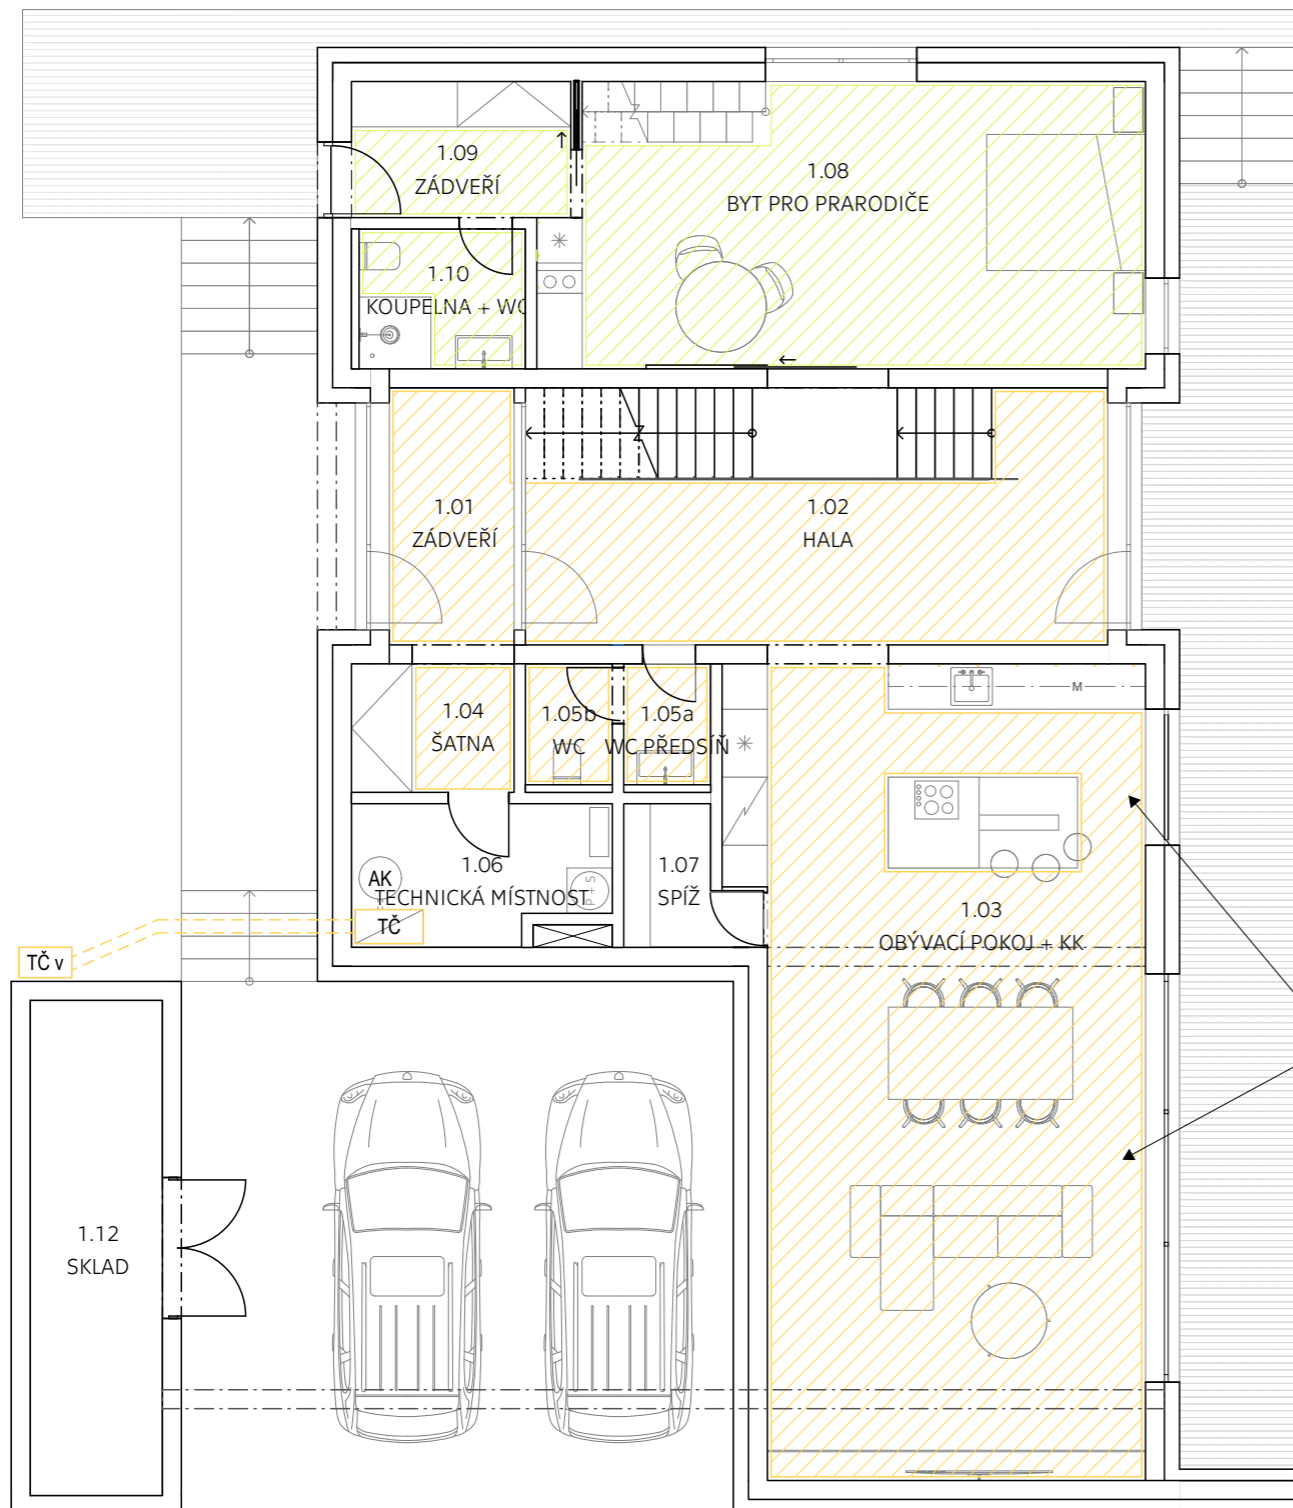 1.09
ZÁDVEŘÍ
1.08
BYT PRO PRARODIČE
1.10
KOUPELNA + WC
1.01
ZÁDVEŘÍ
1.02
HALA
1.04
ŠATNA
1.05b
WC
1.05a
WC PŘEDSÍŇ
M
1.06
TECHNICKÁ MÍSTNOST
AK
TČ
P + S
1.07
SPÍŽ
1.03
OBÝVACÍ POKOJ + KK
TČ v
1.12
SKLAD